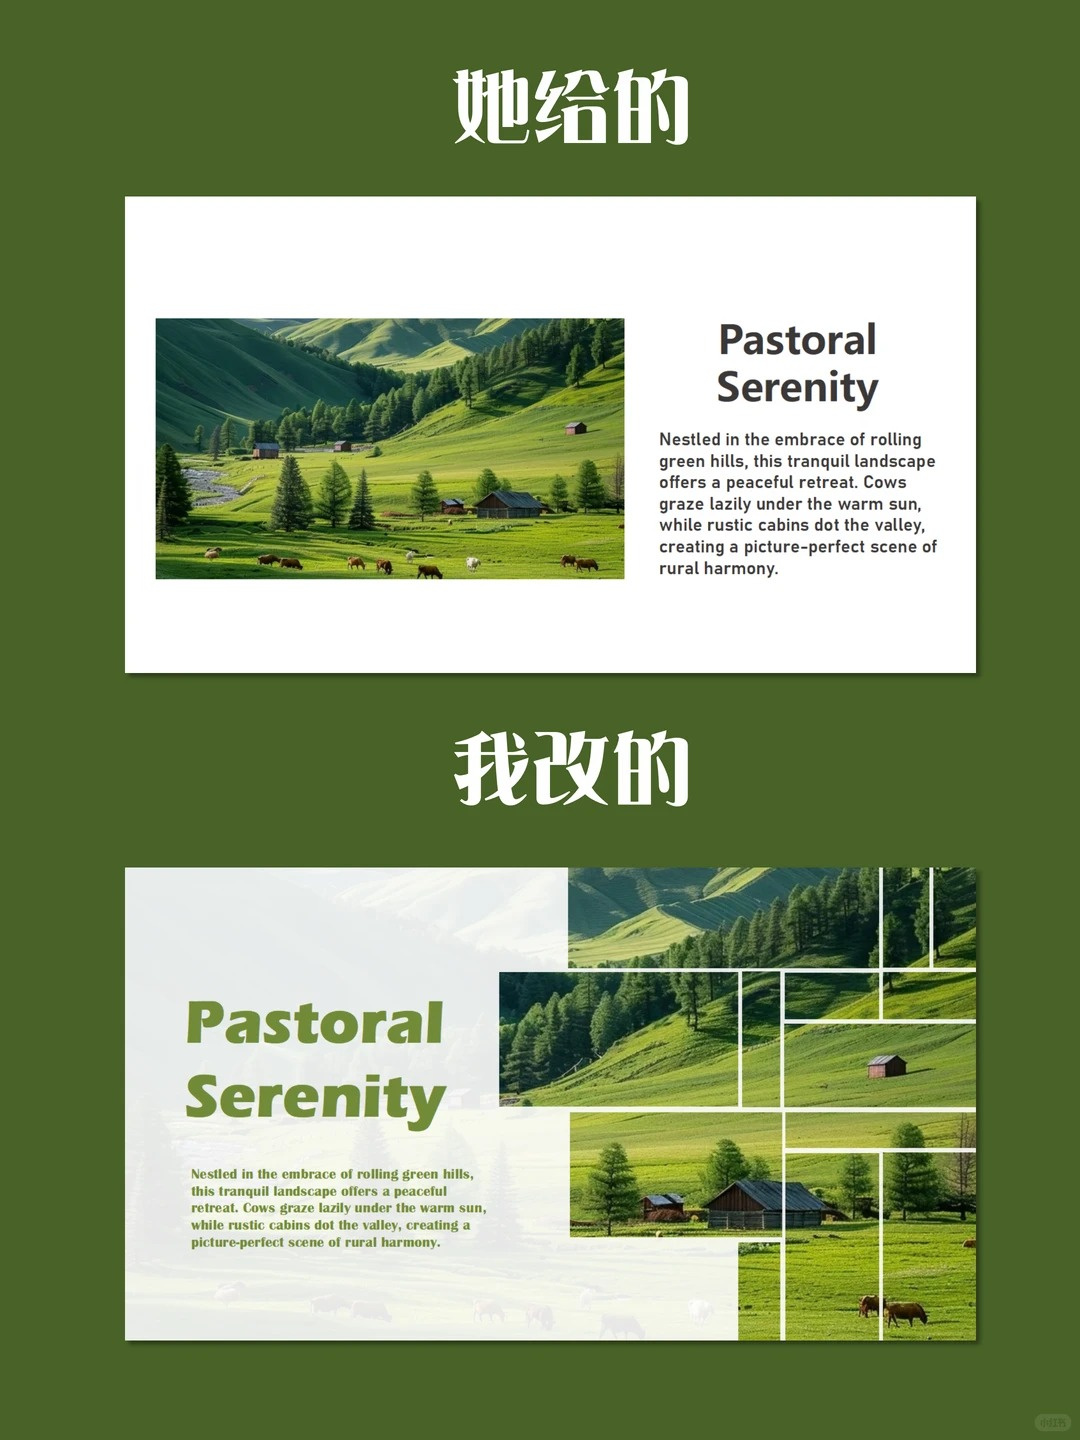 她给的
Pastoral
Serenity
Nestled in the embrace of rolling
green hills, this tranquil landscape
offers a peaceful retreat. Cows
graze lazily under the warm sun,
while rustic cabins dot the valley,
creating a picture-perfect scene of
rural harmony.
我改的
Pastoral
Serenity
Nestled in the embrace of rolling green hills,
this tranquil landscape offers a peaceful
retreat. Cows graze lazily under the warm sun,
while rustic cabins dot the valley, creating a
picture-perfect scene of rural harmony.